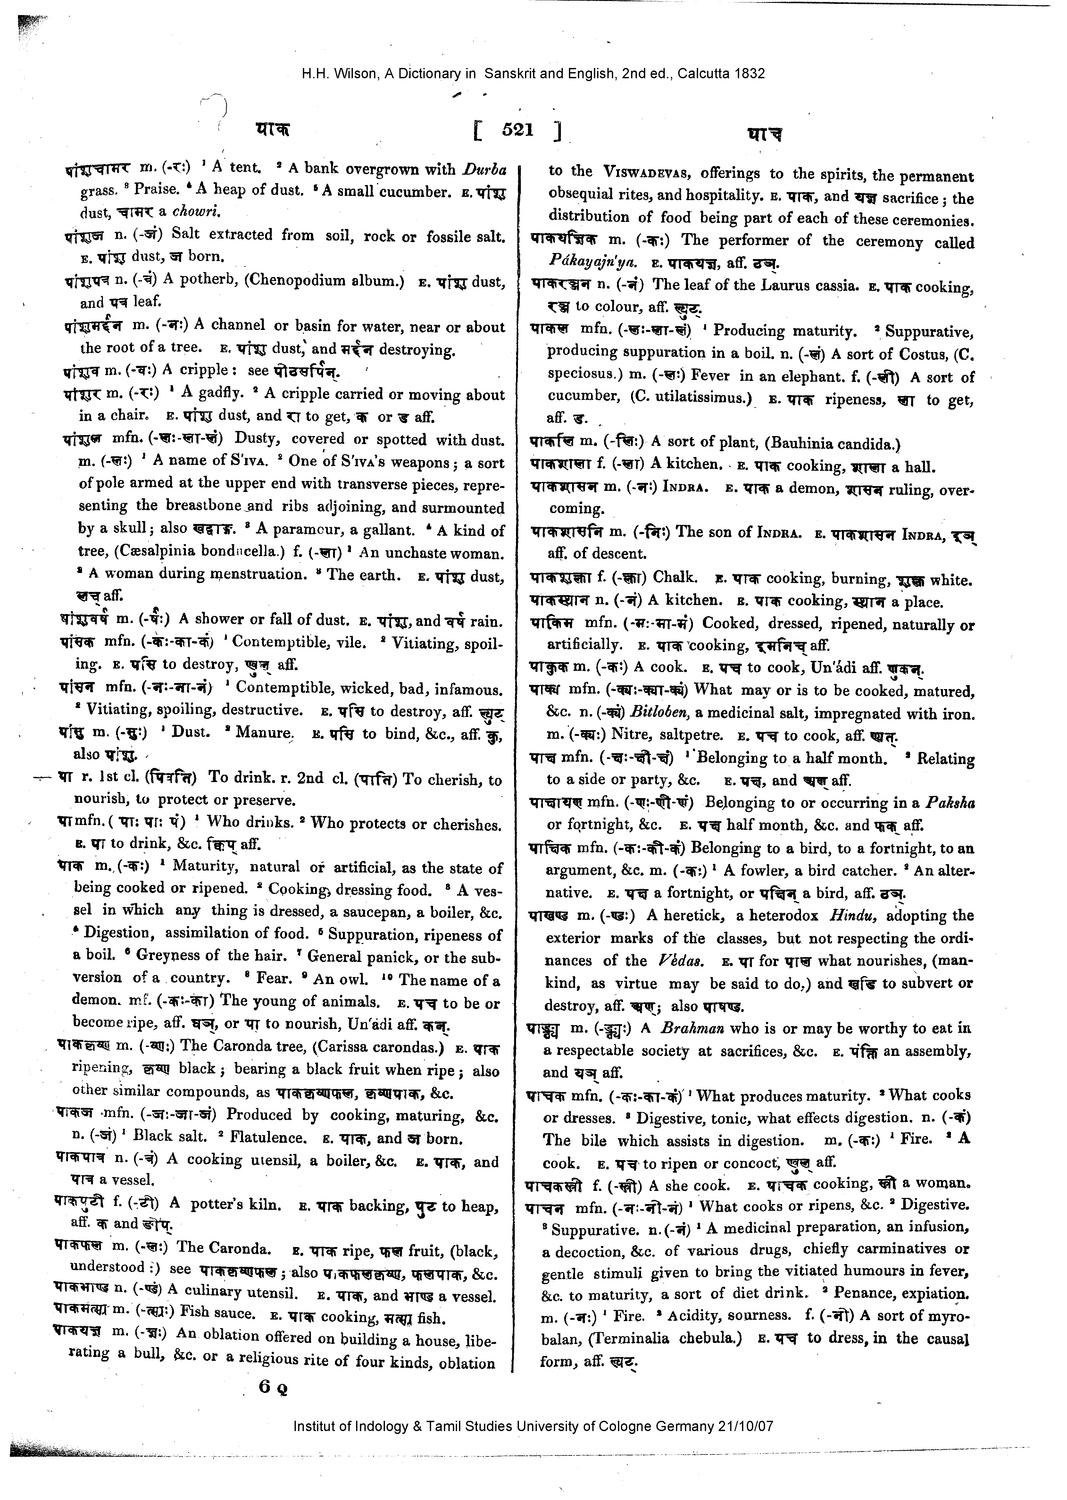 H.H. Wilson, A Dictionary in Sanskrit and English, 2nd ed., Calcutta 1832
पाक
[ 521 ]
पाच
पांशुचामर m. (-रः) ¹ A tent. ² A bank overgrown with Durba
grass. ³ Praise. ⁴ A heap of dust. ⁵ A small cucumber. E. पांशु
dust, चामर a chowri.
पांशुज n. (-जं) Salt extracted from soil, rock or fossile salt.
E. पांशु dust, ज born.
पांशुपत्र n. (-त्रं) A potherb, (Chenopodium album.) E. पांशु dust,
and पत्र leaf.
पांशुमर्द्दन m. (-नः) A channel or basin for water, near or about
the root of a tree. E. पांशु dust, and मर्द्दन destroying.
पांशुव m. (-वः) A cripple : see पीठसर्पिन्.
पांशुर m. (-रः) ¹ A gadfly. ² A cripple carried or moving about
in a chair. E. पांशु dust, and रा to get, क or ड aff.
पांशुल mfn. (-लः-ला-लं) Dusty, covered or spotted with dust.
m. (-लः) ¹ A name of S'IVA. ² One of S'IVA's weapons ; a sort
of pole armed at the upper end with transverse pieces, repre-
senting the breastbone and ribs adjoining, and surmounted
by a skull ; also खट्वाङ्ग. ³ A paramour, a gallant. ⁴ A kind of
tree, (Cæsalpinia bonducella.) f. (-ला) ¹ An unchaste woman.
² A woman during menstruation. ³ The earth. E. पांशु dust,
लच् aff.
पांशुवर्ष m. (-र्षः) A shower or fall of dust. E. पांशु, and वर्ष rain.
पांसक mfn. (-कः-का-कं) ¹ Contemptible, vile. ² Vitiating, spoil-
ing. E. पसि to destroy, ण्वुल् aff.
पांसन mfn. (-नः-ना-नं) ¹ Contemptible, wicked, bad, infamous.
² Vitiating, spoiling, destructive. E. पसि to destroy, aff. ल्युट्
पांसु m. (-सुः) ¹ Dust. ² Manure. E. पसि to bind, &c., aff. कु,
also पांशु.
पा r. 1st cl. (पिवति) To drink. r. 2nd cl. (पाति) To cherish, to
nourish, to protect or preserve.
पा mfn. ( पाः पाः पं) ¹ Who drinks. ² Who protects or cherishes.
E. पा to drink, &c. क्विप् aff.
पाक m. (-कः) ¹ Maturity, natural or artificial, as the state of
being cooked or ripened. ² Cooking, dressing food. ³ A ves-
sel in which any thing is dressed, a saucepan, a boiler, &c.
⁴ Digestion, assimilation of food. ⁵ Suppuration, ripeness of
a boil. ⁶ Greyness of the hair. ⁷ General panick, or the sub-
version of a country. ⁸ Fear. ⁹ An owl. ¹⁰ The name of a
demon. mf. (-कः-का) The young of animals. E. पच to be or
become ripe, aff. घञ्, or पा to nourish, Un'ádi aff. कन्.
पाककृष्ण m. (-ष्णः) The Caronda tree, (Carissa carondas.) E. पाक
ripening, कृष्ण black ; bearing a black fruit when ripe ; also
other similar compounds, as पाककृष्णफल, कृष्णपाक, &c.
पाकज mfn. (-जः-जा-जं) Produced by cooking, maturing, &c.
n. (-जं) ¹ Black salt. ² Flatulence. E. पाक, and ज born.
पाकपात्र n. (-त्रं) A cooking utensil, a boiler, &c. E. पाक, and
पात्र a vessel.
पाकपुटी f. (-टी) A potter's kiln. E. पाक backing, पुट to heap,
aff. क and ङीप्.
पाकफल m. (-लः) The Caronda. E. पाक ripe, फल fruit, (black,
understood :) see पाककृष्णफल ; also पाकफलकृष्ण, फलपाक, &c.
पाकभाण्ड n. (-ण्डं) A culinary utensil. E. पाक, and भाण्ड a vessel.
पाकमत्स्य m. (-त्स्यः) Fish sauce. E. पाक cooking, मत्स्य fish.
पाकयज्ञ m. (-ज्ञः) An oblation offered on building a house, libe-
rating a bull, &c. or a religious rite of four kinds, oblation
6 Q
to the VISWADEVAS, offerings to the spirits, the permanent
obsequial rites, and hospitality. E. पाक, and यज्ञ sacrifice ; the
distribution of food being part of each of these ceremonies.
पाकयज्ञिक m. (-कः) The performer of the ceremony called
Pákayajn'ya. E. पाकयज्ञ, aff. ठञ्.
पाकरञ्जन n. (-नं) The leaf of the Laurus cassia. E. पाक cooking,
रञ्ज to colour, aff. ल्युट्.
पाकल mfn. (-लः-ला-लं) ¹ Producing maturity. ² Suppurative,
producing suppuration in a boil. n. (-लं) A sort of Costus, (C.
speciosus.) m. (-लः) Fever in an elephant. f. (-ली) A sort of
cucumber, (C. utilatissimus.) E. पाक ripeness, ला to get,
aff. ड.
पाकलि m. (-लिः) A sort of plant, (Bauhinia candida.)
पाकशाला f. (-ला) A kitchen. E. पाक cooking, शाला a hall.
पाकशासन m. (-नः) INDRA. E. पाक a demon, शासन ruling, over-
coming.
पाकशासनि m. (-निः) The son of INDRA. E. पाकशासन INDRA, इञ्
aff. of descent.
पाकशुक्ला f. (-क्ला) Chalk. E. पाक cooking, burning, शुक्ल white.
पाकस्थान n. (-नं) A kitchen. E. पाक cooking, स्थान a place.
पाकिम mfn. (-मः-मा-मं) Cooked, dressed, ripened, naturally or
artificially. E. पाक cooking, इमनिच् aff.
पाकुक m. (-कः) A cook. E. पच to cook, Un'ádi aff. णुकन्.
पाक्य mfn. (-क्यः-क्या-क्यं) What may or is to be cooked, matured,
&c. n. (-क्यं) Bitloben, a medicinal salt, impregnated with iron.
m. (-क्यः) Nitre, saltpetre. E. पच to cook, aff. ण्यत्.
पाक्ष mfn. (-क्षः-क्षी-क्षं) ¹ Belonging to a half month. ² Relating
to a side or party, &c. E. पक्ष, and अण् aff.
पाक्षायण mfn. (-णः-णी-णं) Belonging to or occurring in a Paksha
or fortnight, &c. E. पक्ष half month, &c. and फक् aff.
पाक्षिक mfn. (-कः-की-कं) Belonging to a bird, to a fortnight, to an
argument, &c. m. (-कः) ¹ A fowler, a bird catcher. ² An alter-
native. E. पक्ष a fortnight, or पक्षिन् a bird, aff. ठञ्.
पाखण्ड m. (-ण्डः) A heretick, a heterodox Hindu, adopting the
exterior marks of the classes, but not respecting the ordi-
nances of the Védas. E. पा for पाल what nourishes, (man-
kind, as virtue may be said to do,) and खडि to subvert or
destroy, aff. अण् ; also पाषण्ड.
पाङ्क्त्य m. (-ङ्क्त्यः) A Brahman who is or may be worthy to eat in
a respectable society at sacrifices, &c. E. पंक्ति an assembly,
and यञ् aff.
पाचक mfn. (-कः-का-कं) ¹ What produces maturity. ² What cooks
or dresses. ³ Digestive, tonic, what effects digestion. n. (-कं)
The bile which assists in digestion. m. (-कः) ¹ Fire. ² A
cook. E. पच to ripen or concoct, ण्वुल् aff.
पाचकस्त्री f. (-स्त्री) A she cook. E. पाचक cooking, स्त्री a woman.
पाचन mfn. (-नः-नी-नं) ¹ What cooks or ripens, &c. ² Digestive.
³ Suppurative. n. (-नं) ¹ A medicinal preparation, an infusion,
a decoction, &c. of various drugs, chiefly carminatives or
gentle stimuli given to bring the vitiated humours in fever,
&c. to maturity, a sort of diet drink. ² Penance, expiation.
m. (-नः) ¹ Fire. ² Acidity, sourness. f. (-नी) A sort of myro-
balan, (Terminalia chebula.) E. पच to dress, in the causal
form, aff. ल्युट्.
Institut of Indology & Tamil Studies University of Cologne Germany 21/10/07